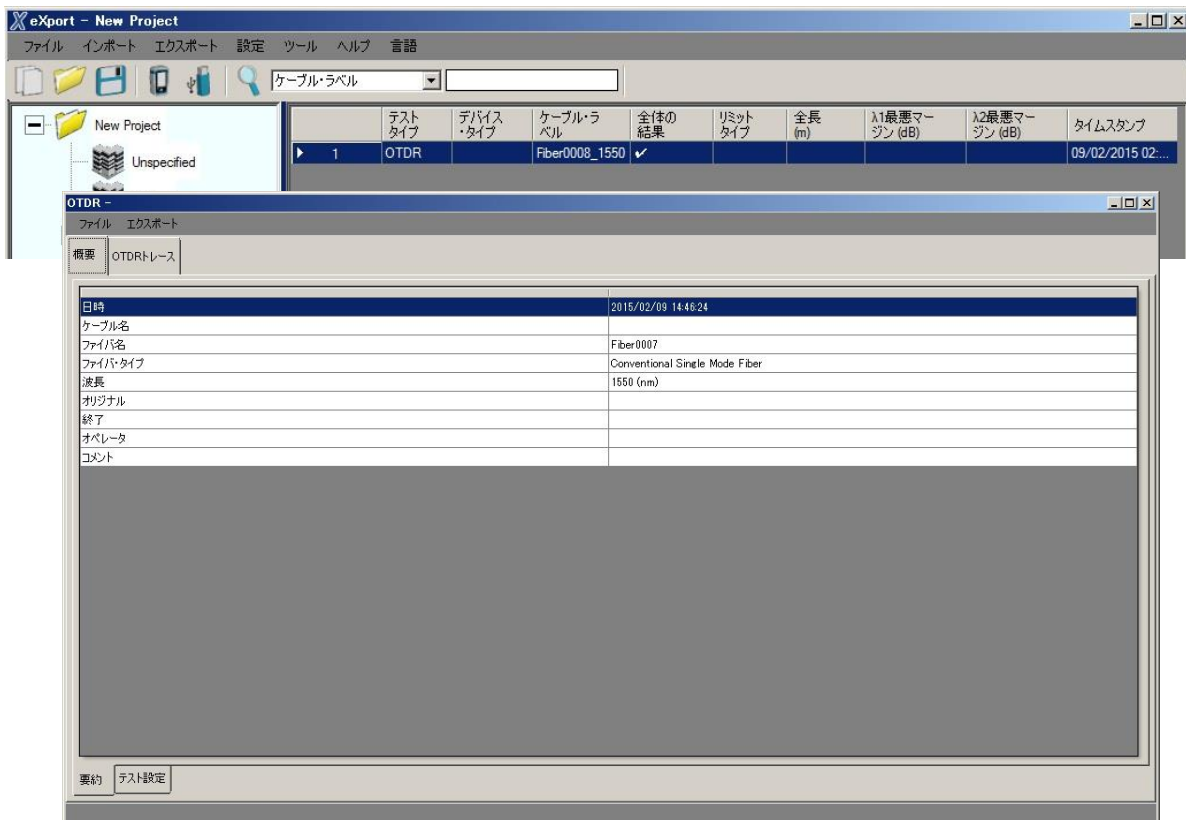 eXport - New Project
ファイル インポート エクスポート 設定 ツール ヘルプ 言語
ケーブル・ラベル
New Project
Unspecified
テストタイプ デバイス・タイプ ケーブル・ラベル 全体の結果 リミットタイプ 全長(m) λ1最悪マージン (dB) λ2最悪マージン (dB) タイムスタンプ
1 OTDR Fiber0008_1550 ✔ 09/02/2015 02:...
OTDR -
ファイル エクスポート
概要 OTDRトレース
日時 2015/02/09 14:46:24
ケーブル名
ファイバ名 Fiber0007
ファイバ・タイプ Conventional Single Mode Fiber
波長 1550 (nm)
オリジナル
終了
オペレータ
コメント
要約 テスト設定